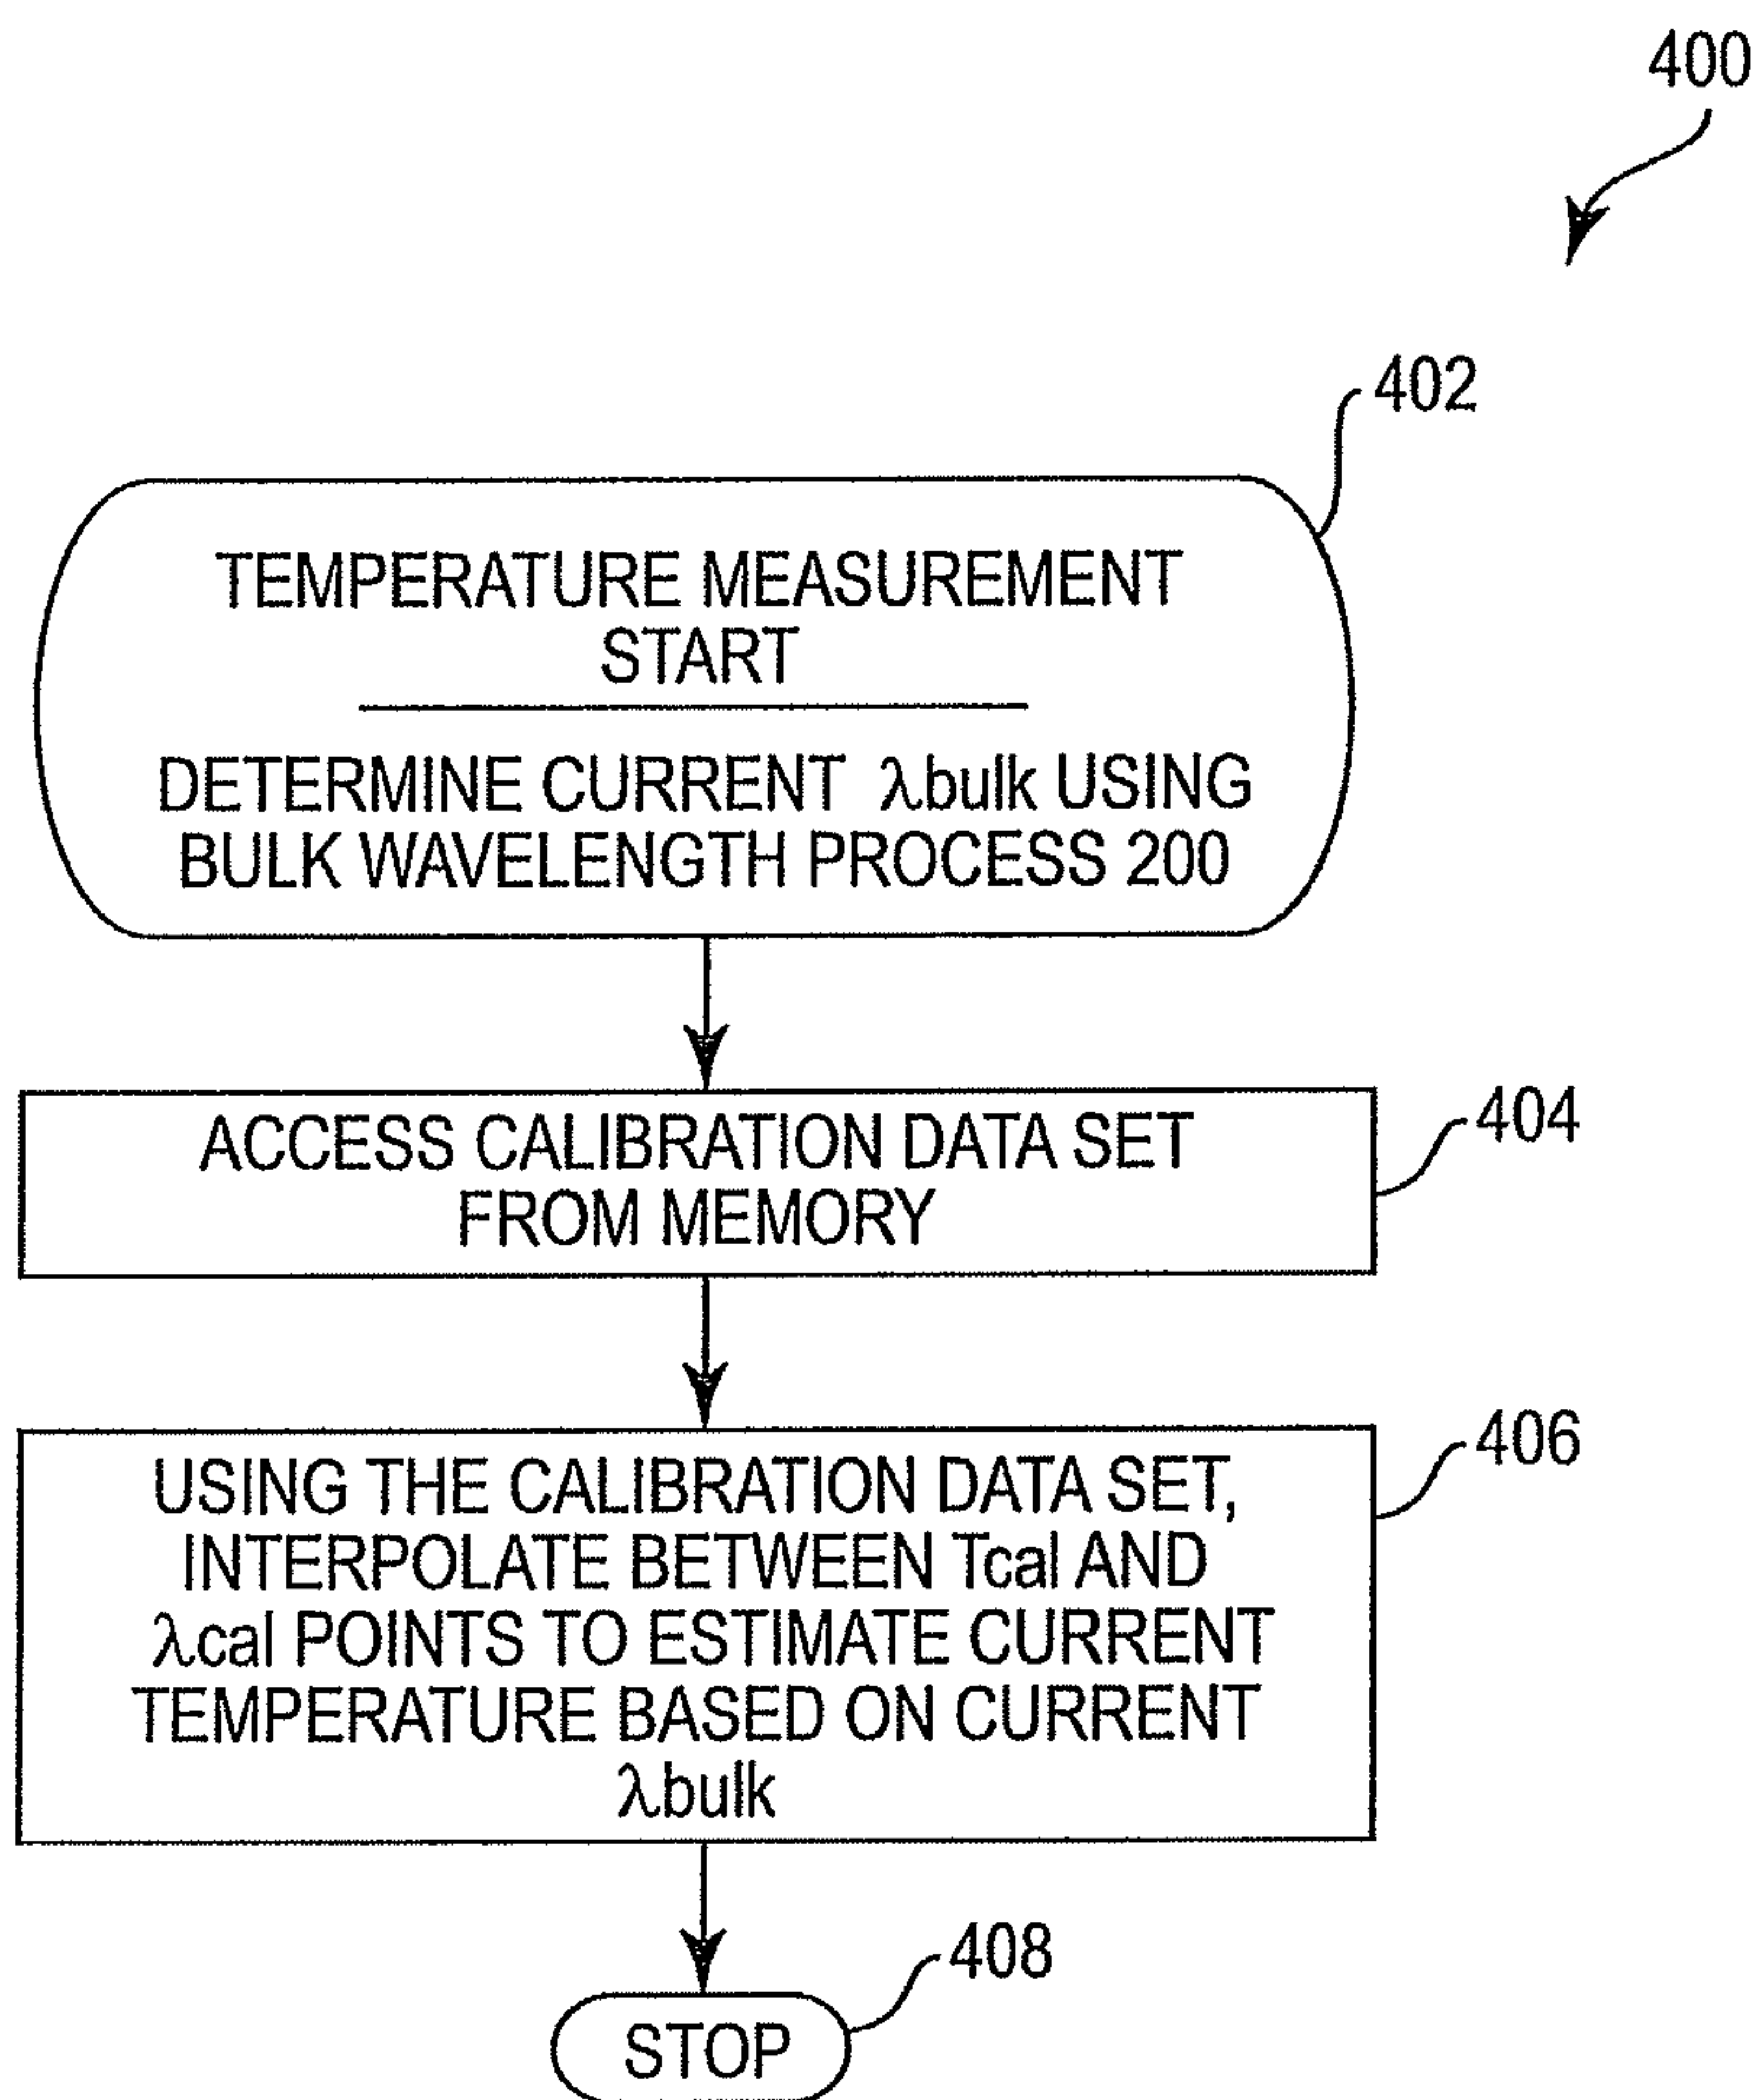 400
402
TEMPERATURE MEASUREMENT
START
DETERMINE CURRENT λbulk USING
BULK WAVELENGTH PROCESS 200
ACCESS CALIBRATION DATA SET
FROM MEMORY
404
USING THE CALIBRATION DATA SET,
INTERPOLATE BETWEEN Tcal AND
λcal POINTS TO ESTIMATE CURRENT
TEMPERATURE BASED ON CURRENT
λbulk
406
408
STOP